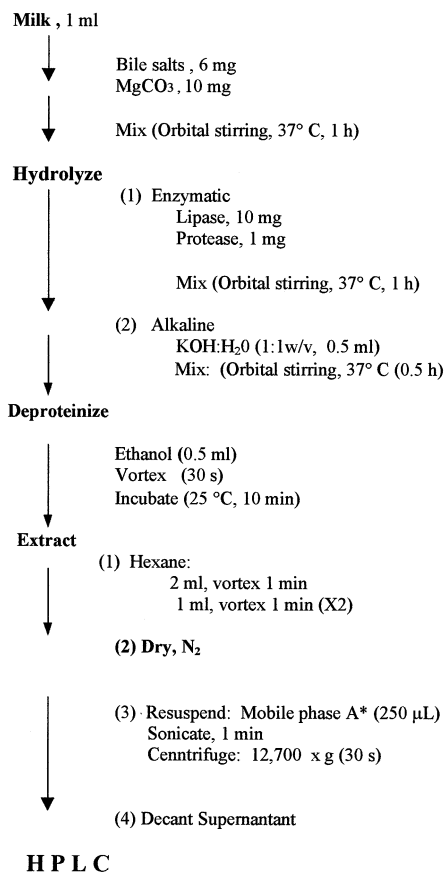 Milk , 1 ml
Bile salts , 6 mg
MgCO3 , 10 mg
Mix (Orbital stirring, 37° C, 1 h)
Hydrolyze
(1) Enzymatic
Lipase, 10 mg
Protease, 1 mg
Mix (Orbital stirring, 37° C, 1 h)
(2) Alkaline
KOH:H20 (1:1w/v, 0.5 ml)
Mix: (Orbital stirring, 37° C (0.5 h)
Deproteinize
Ethanol (0.5 ml)
Vortex (30 s)
Incubate (25 °C, 10 min)
Extract
(1) Hexane:
2 ml, vortex 1 min
1 ml, vortex 1 min (X2)
(2) Dry, N2
(3) Resuspend: Mobile phase A* (250 µL)
Sonicate, 1 min
Cenntrifuge: 12,700 x g (30 s)
(4) Decant Supernantant
H P L C